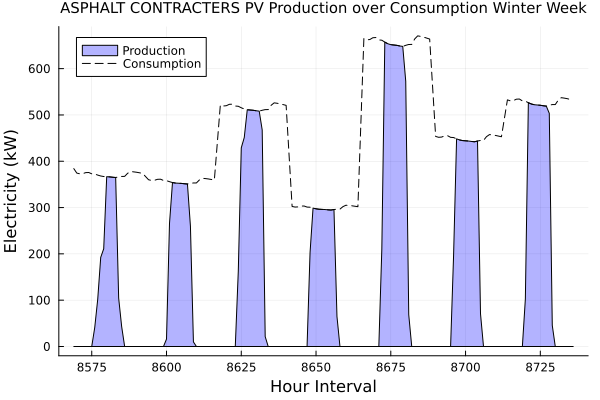 ASPHALT CONTRACTERS PV Production over Consumption Winter Week
Production
Consumption
Electricity (kW)
600
500
400
300
200
100
0
8575 8600 8625 8650 8675 8700 8725
Hour Interval